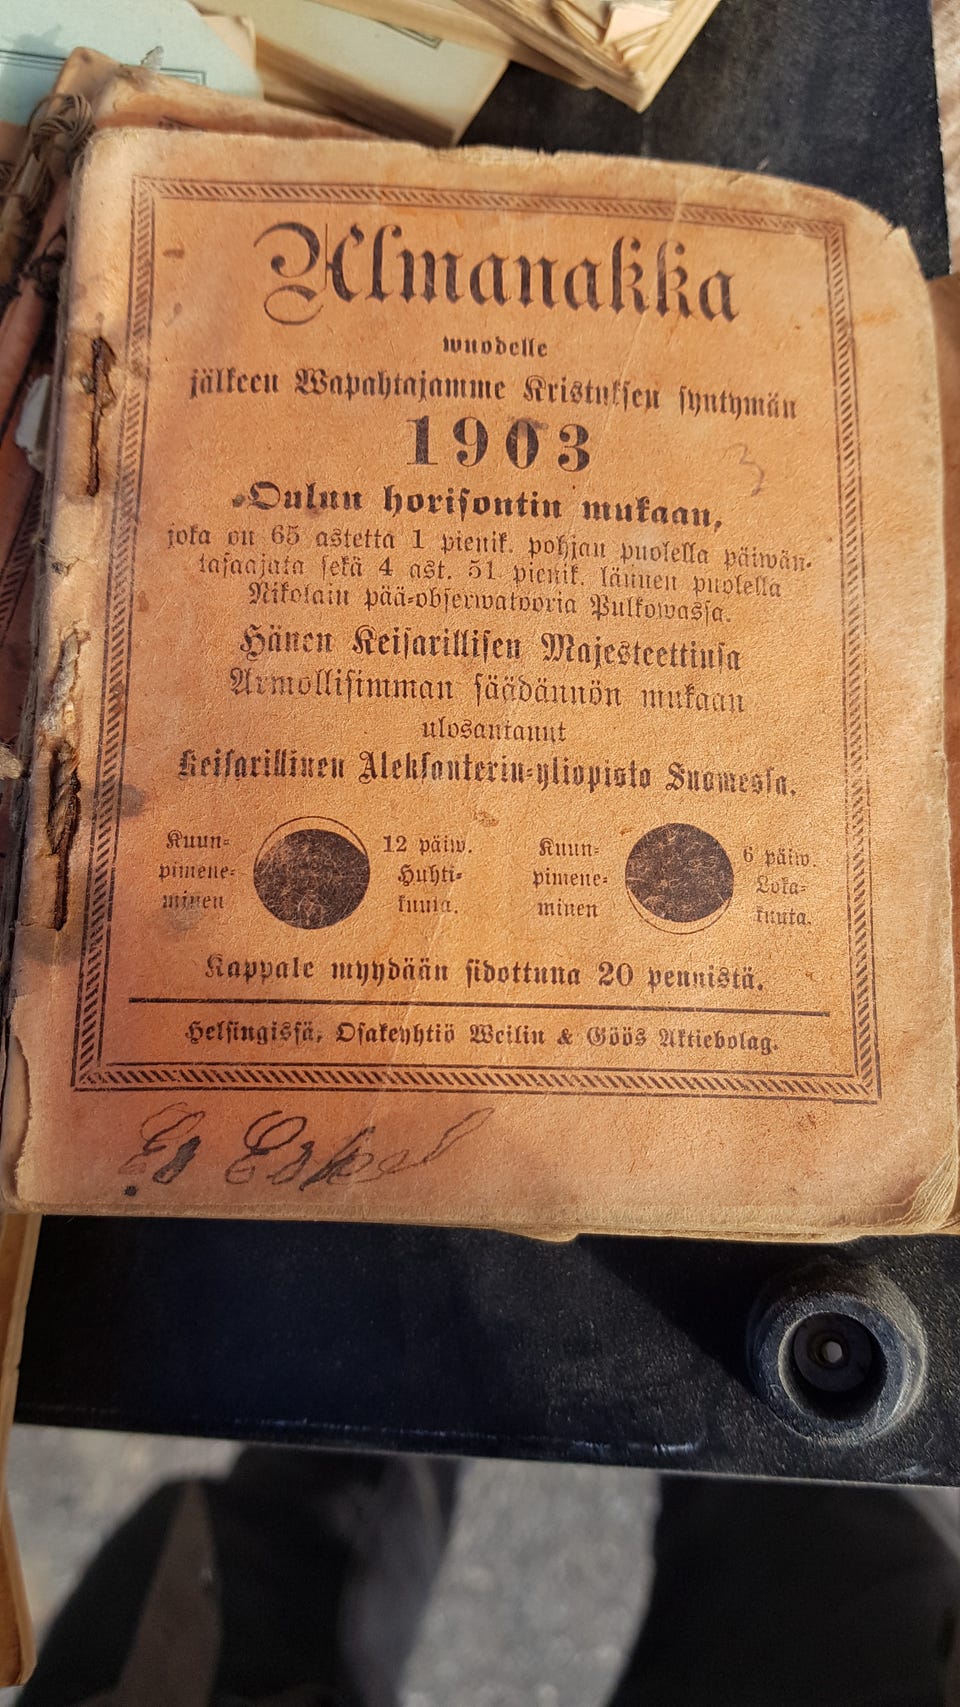 Almanakka
wuodelle
jälkeen Wapahtajamme Kristuksen syntymän
1903
Oulun horisontin mukaan,
joka on 65 astetta 1 pienik. pohjan puolella päiwän-
tasaajata sekä 4 ast. 51 pienik. lännen puolella
Nikolain pää-observatooria Pulkowassa.
Hänen Keisarillisen Majesteettinsa
Armollisimman säädännön mukaan
ulosantanut
Keisarillinen Aleksanterin-yliopisto Suomessa.
Kuun-
pimene-
minen
12 päiw.
Huhti-
kuuta.
Kuun-
pimene-
minen
6 päiw.
Loka-
kuuta.
Kappale myydään sidottuna 20 pennistä.
Helsingissä, Osakeyhtiö Weilin & Göös Aktiebolag.